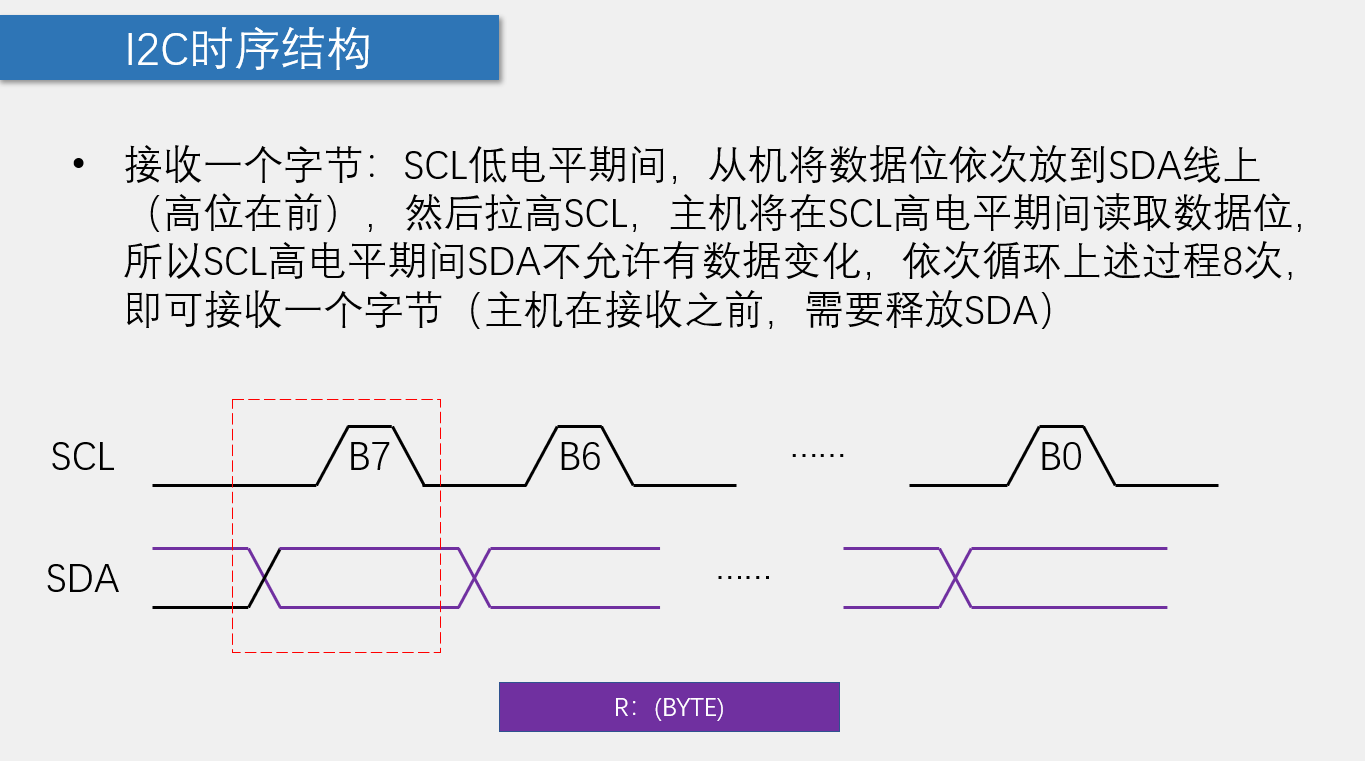 I2C时序结构
• 接收一个字节：SCL低电平期间，从机将数据位依次放到SDA线上
（高位在前），然后拉高SCL，主机将在SCL高电平期间读取数据位，
所以SCL高电平期间SDA不允许有数据变化，依次循环上述过程8次，
即可接收一个字节（主机在接收之前，需要释放SDA）
SCL B7 B6 …… B0
SDA ……
R：(BYTE)